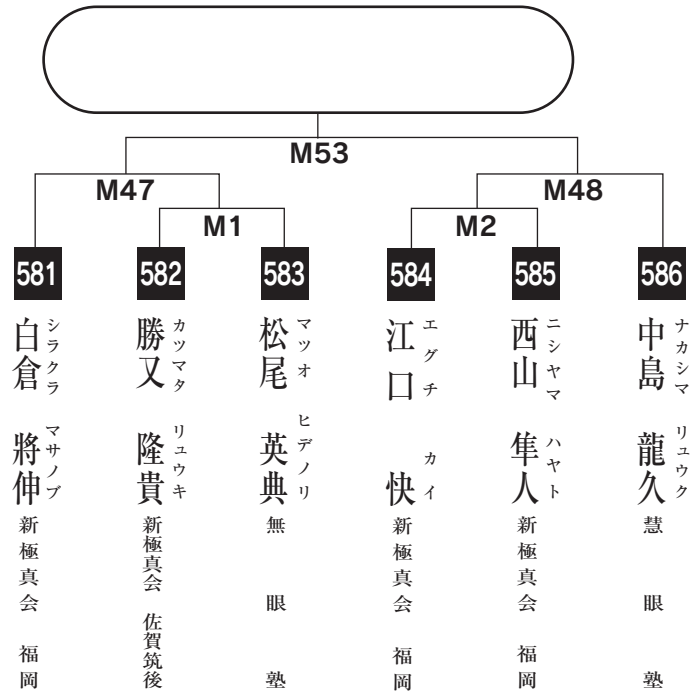 M53
M47
M48
M1
M2
581
582
583
584
585
586
白倉 將伸
シラクラ マサノブ
新極真会 福岡
勝又 隆貴
カツマタ リュウキ
新極真会 佐賀筑後
松尾 英典
マツオ ヒデノリ
無眼塾
江口 快
エグチ カイ
新極真会 福岡
西山 隼人
ニシヤマ ハヤト
新極真会 福岡
中島 龍久
ナカシマ リュウク
慧眼塾